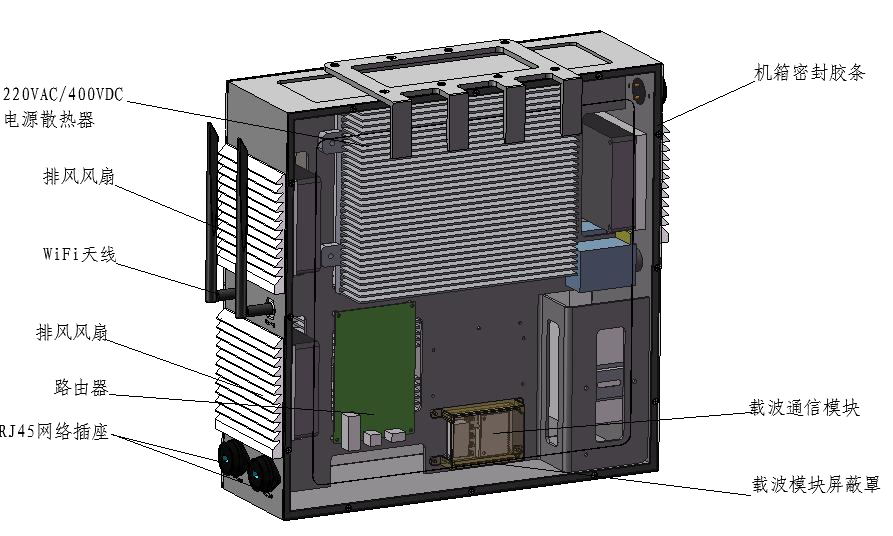 220VAC/400VDC
电源散热器
排风风扇
WiFi天线
排风风扇
路由器
RJ45网络插座
机箱密封胶条
载波通信模块
载波模块屏蔽罩